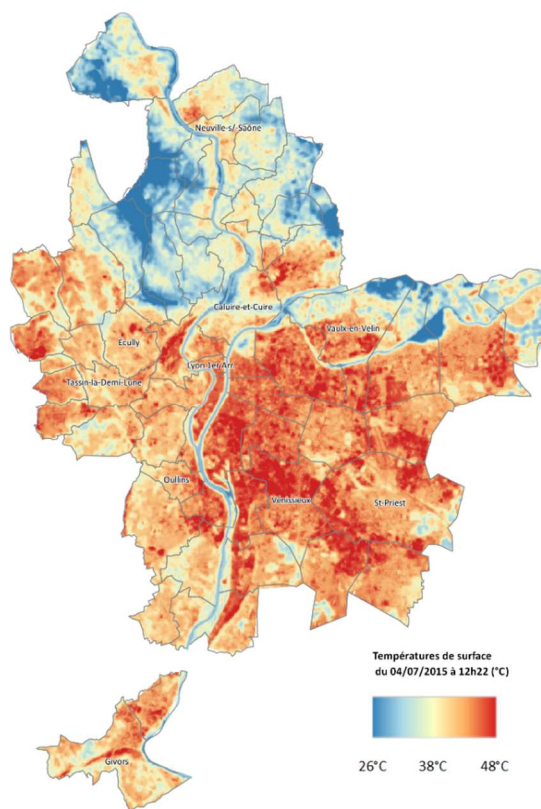 Neuville-s/-Saône
Caluire-et-Cuire
Vaulx-en-Velin
Ecully
Lyon 1er Arr.
Tassin-la-Demi-Lune
Oullins
Vénissieux
St-Priest
Températures de surface
du 04/07/2015 à 12h22 (°C)
26°C 38°C 48°C
Givors